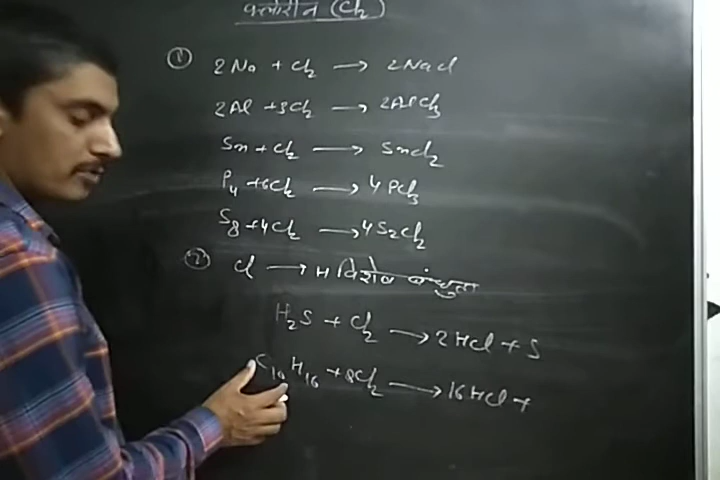 क्लोरीन (Cl₂)
① 2Na + Cl₂ ⟶ 2NaCl
2Al + 3Cl₂ ⟶ 2AlCl₃
Sn + Cl₂ ⟶ SnCl₂
P₄ + 6Cl₂ ⟶ 4PCl₃
S₈ + 4Cl₂ ⟶ 4S₂Cl₂
② Cl ⟶ H विशेष बंधुता
H₂S + Cl₂ ⟶ 2HCl + S
C₁₀H₁₆ + 8Cl₂ ⟶ 16HCl +